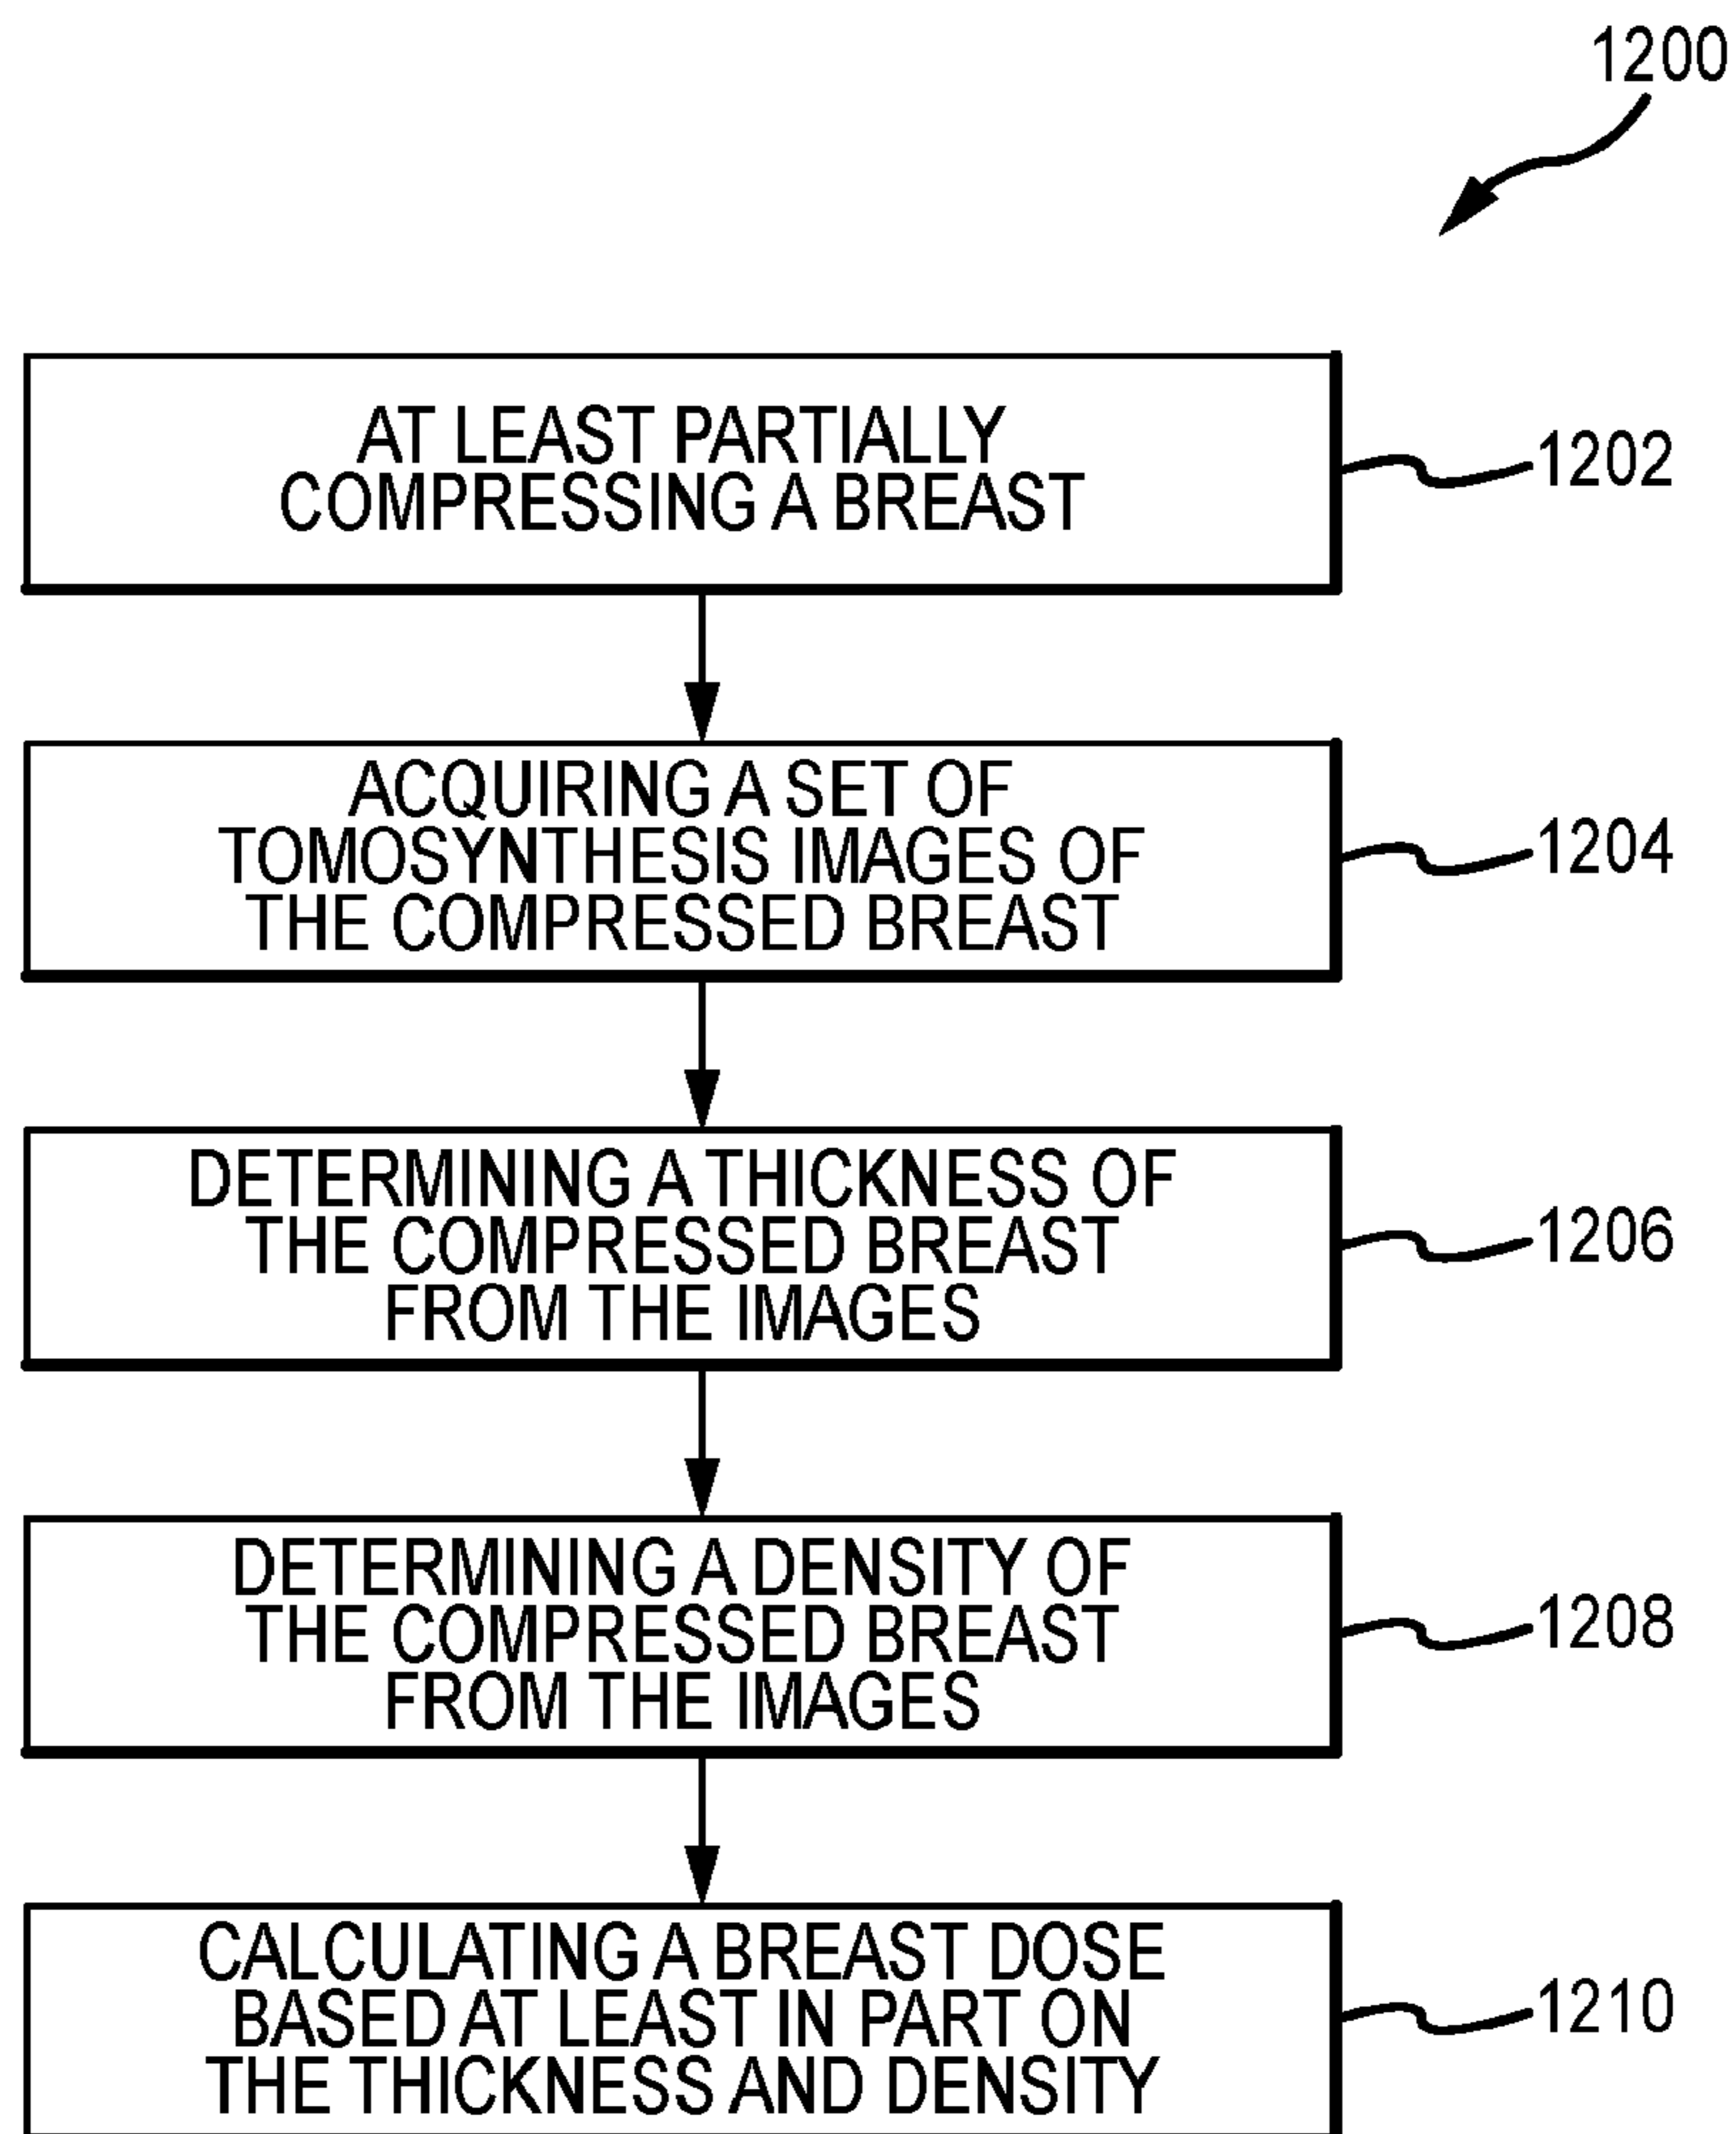 1200
AT LEAST PARTIALLY
COMPRESSING A BREAST
1202
ACQUIRING A SET OF
TOMOSYNTHESIS IMAGES OF
THE COMPRESSED BREAST
1204
DETERMINING A THICKNESS OF
THE COMPRESSED BREAST
FROM THE IMAGES
1206
DETERMINING A DENSITY OF
THE COMPRESSED BREAST
FROM THE IMAGES
1208
CALCULATING A BREAST DOSE
BASED AT LEAST IN PART ON
THE THICKNESS AND DENSITY
1210